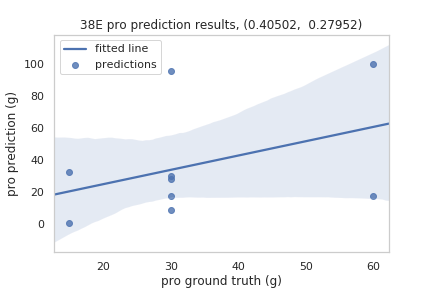 38E pro prediction results, (0.40502,  0.27952)
fitted line
predictions
100
80
60
40
20
0
pro prediction (g)
20
30
40
50
60
pro ground truth (g)